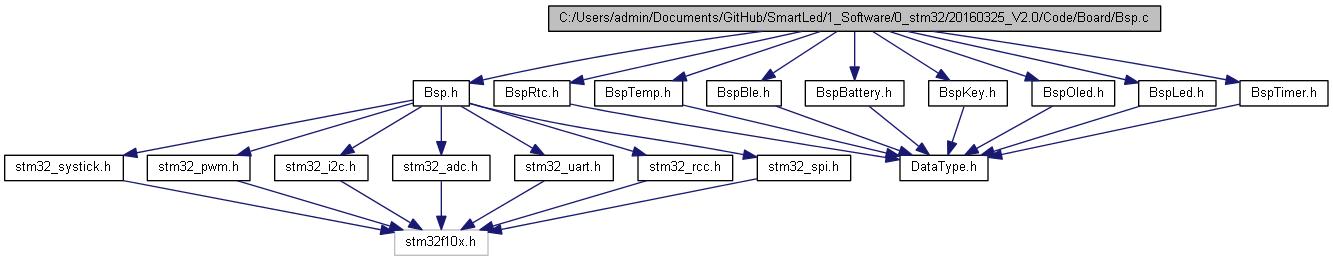 C:/Users/admin/Documents/GitHub/SmartLed/1_Software/0_stm32/20160325_V2.0/Code/Board/Bsp.c
Bsp.h
BspRtc.h
BspTemp.h
BspBle.h
BspBattery.h
BspKey.h
BspOled.h
BspLed.h
BspTimer.h
stm32_systick.h
stm32_pwm.h
stm32_i2c.h
stm32_adc.h
stm32_uart.h
stm32_rcc.h
stm32_spi.h
DataType.h
stm32f10x.h